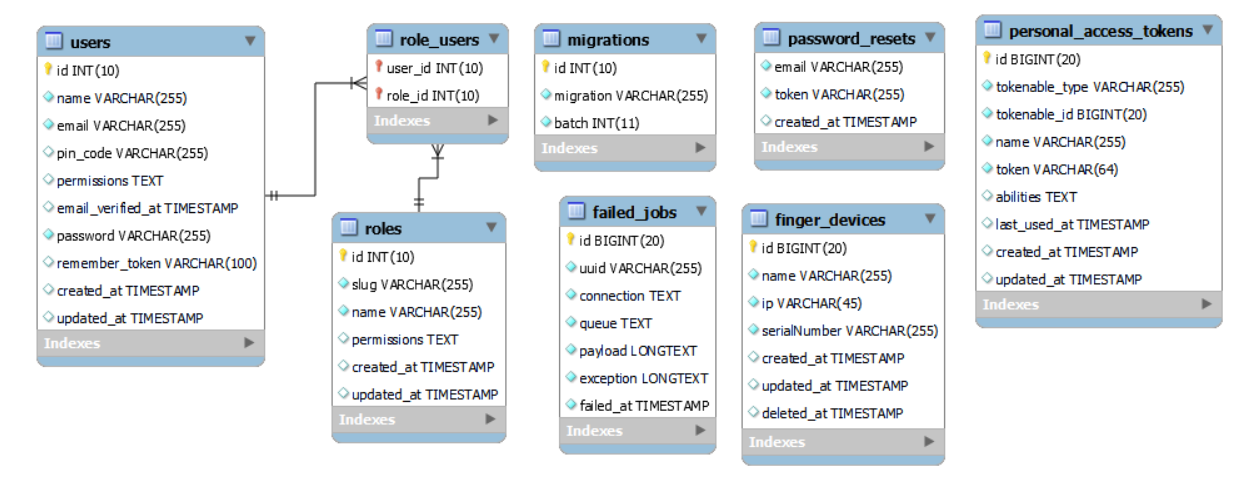 users
id INT(10)
name VARCHAR(255)
email VARCHAR(255)
pin_code VARCHAR(255)
permissions TEXT
email_verified_at TIMESTAMP
password VARCHAR(255)
remember_token VARCHAR(100)
created_at TIMESTAMP
updated_at TIMESTAMP
Indexes
role_users
user_id INT(10)
role_id INT(10)
Indexes
roles
id INT(10)
slug VARCHAR(255)
name VARCHAR(255)
permissions TEXT
created_at TIMESTAMP
updated_at TIMESTAMP
Indexes
migrations
id INT(10)
migration VARCHAR(255)
batch INT(11)
Indexes
failed_jobs
id BIGINT(20)
uuid VARCHAR(255)
connection TEXT
queue TEXT
payload LONGTEXT
exception LONGTEXT
failed_at TIMESTAMP
Indexes
password_resets
email VARCHAR(255)
token VARCHAR(255)
created_at TIMESTAMP
Indexes
finger_devices
id BIGINT(20)
name VARCHAR(255)
ip VARCHAR(45)
serialNumber VARCHAR(255)
created_at TIMESTAMP
updated_at TIMESTAMP
deleted_at TIMESTAMP
Indexes
personal_access_tokens
id BIGINT(20)
tokenable_type VARCHAR(255)
tokenable_id BIGINT(20)
name VARCHAR(255)
token VARCHAR(64)
abilities TEXT
last_used_at TIMESTAMP
created_at TIMESTAMP
updated_at TIMESTAMP
Indexes